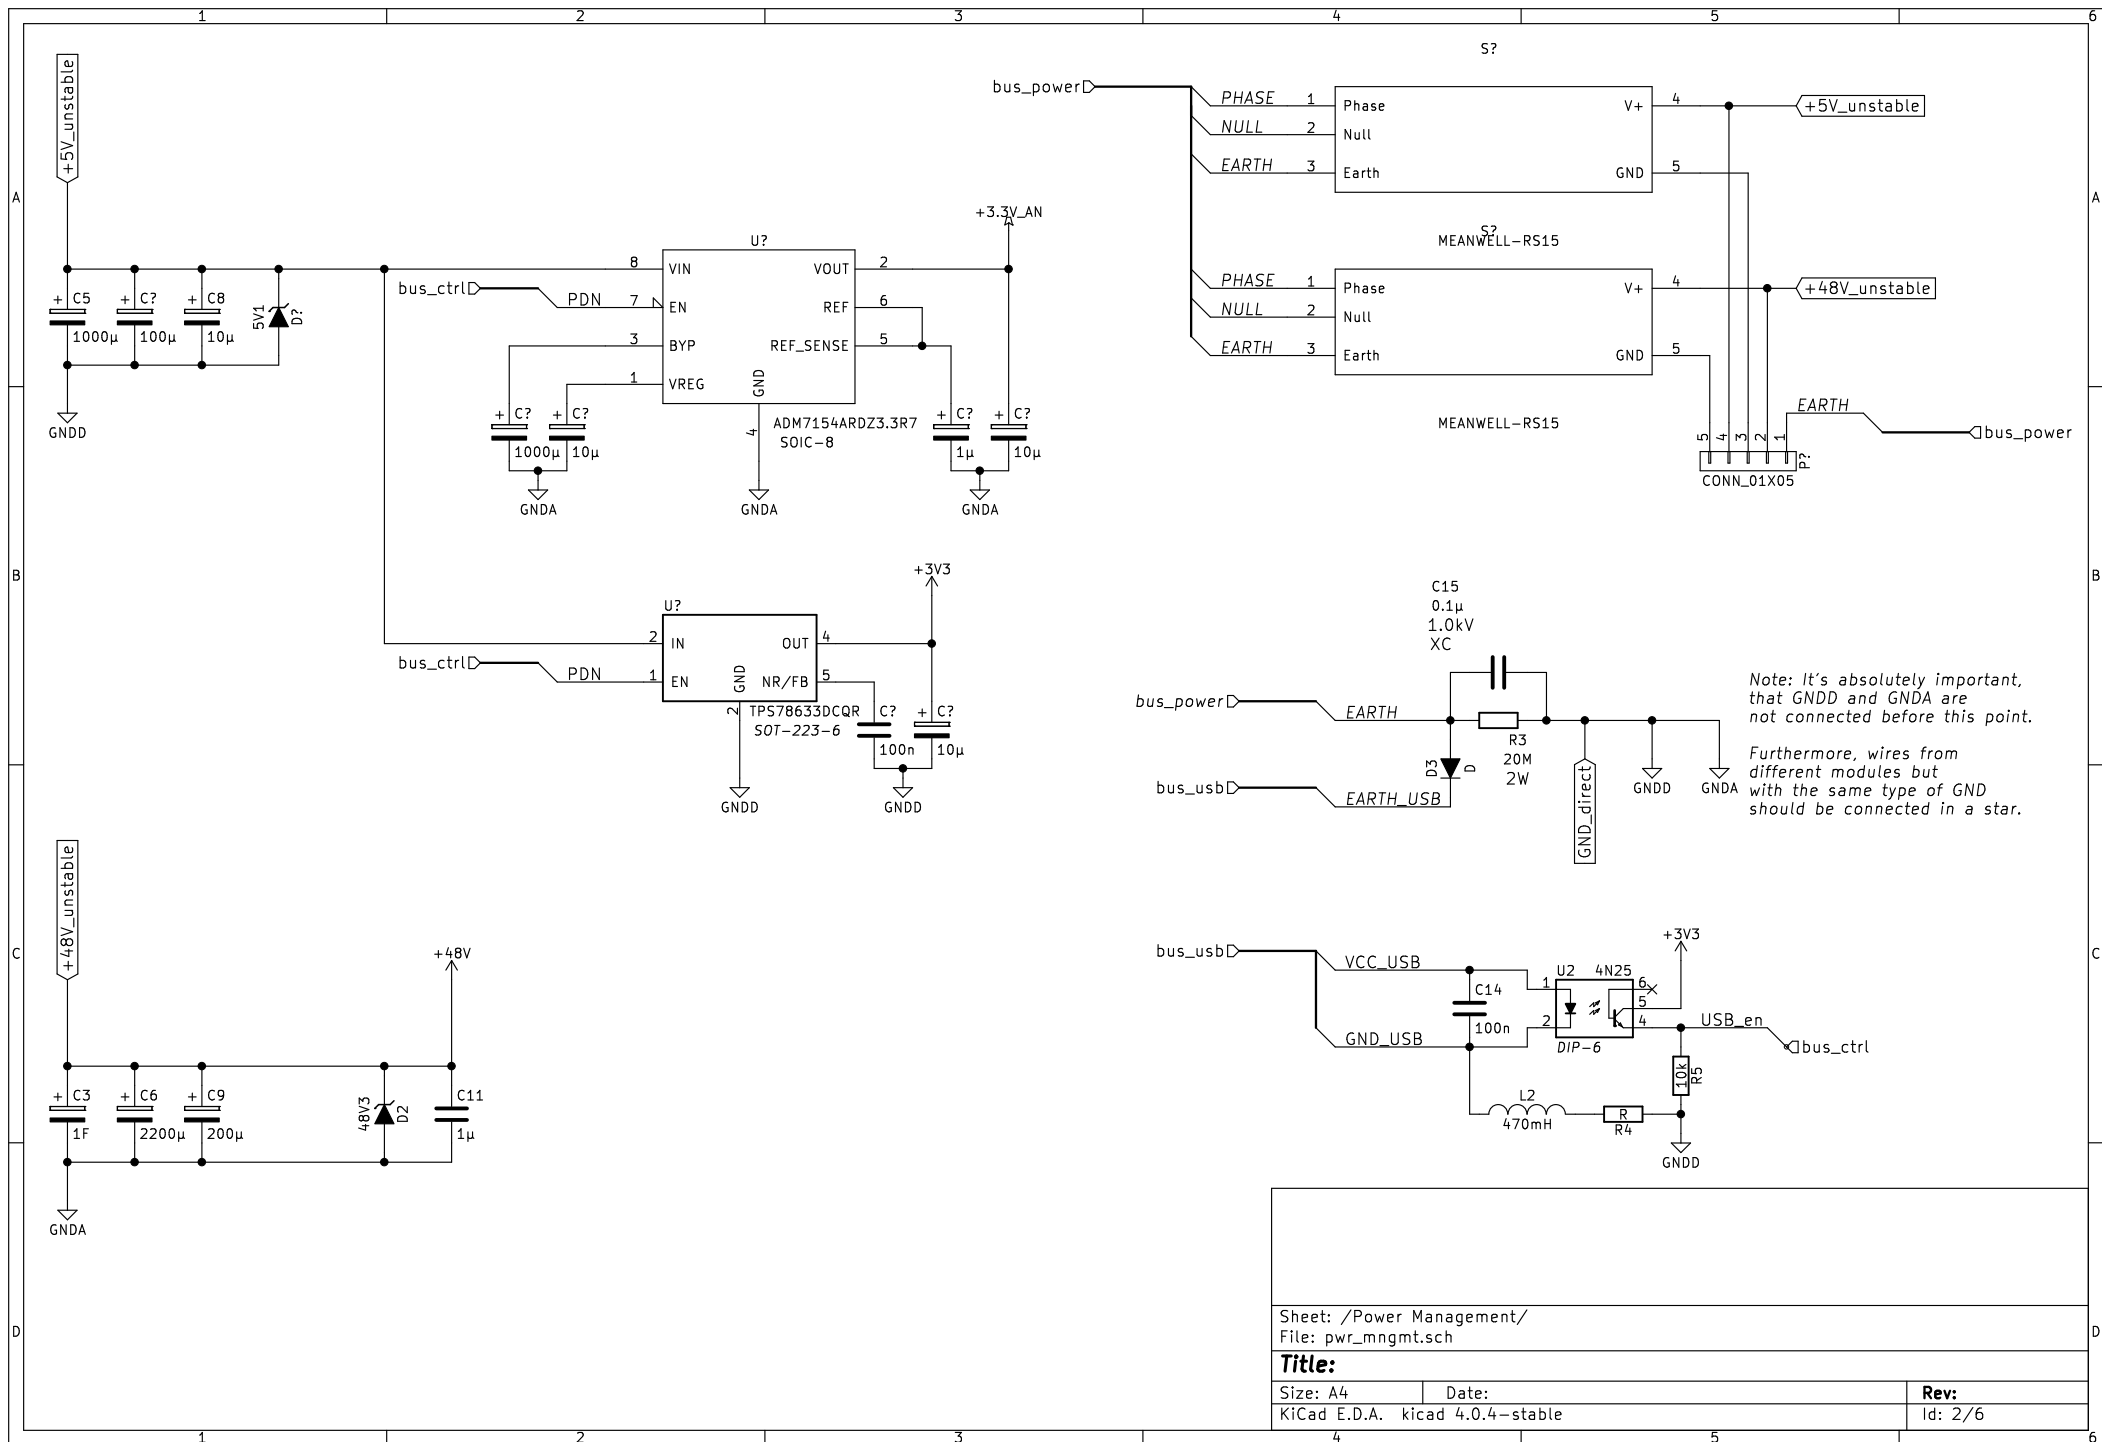 1 2 3 4 5 6
A
B
C
D
+5V_unstable
+ C5
1000µ
+ C?
100µ
+ C8
10µ
5V1
D?
GNDD
bus_ctrl
PDN
U?
8 VIN
7 EN
3 BYP
1 VREG
VOUT 2
REF 6
REF_SENSE 5
GND
4
ADM7154ARDZ3.3R7
SOIC-8
+3.3V_AN
+ C?
1000µ
+ C?
10µ
GNDA
GNDA
+ C?
1µ
+ C?
10µ
GNDA
bus_ctrl
PDN
U?
2 IN
1 EN
OUT 4
NR/FB 5
GND
2
TPS78633DCQR
SOT-223-6
+3V3
C?
100n
+ C?
10µ
GNDD
GNDD
+48V_unstable
+48V
+ C3
1F
+ C6
2200µ
+ C9
200µ
48V3
D2
C11
1µ
GNDA
bus_power
S?
PHASE 1 Phase
NULL 2 Null
EARTH 3 Earth
V+ 4
GND 5
+5V_unstable
MEANWELL-RS15
S?
PHASE 1 Phase
NULL 2 Null
EARTH 3 Earth
V+ 4
GND 5
+48V_unstable
MEANWELL-RS15
EARTH
bus_power
5 4 3 2 1
P?
CONN_01X05
C15
0.1µ
1.0kV
XC
bus_power
EARTH
R3
20M
2W
D3
D
bus_usb
EARTH_USB
GND_direct
GNDD
GNDA
Note: It's absolutely important,
that GNDD and GNDA are
not connected before this point.
Furthermore, wires from
different modules but
with the same type of GND
should be connected in a star.
bus_usb
VCC_USB
GND_USB
C14
100n
U2 4N25
1
2
6
5
4
DIP-6
+3V3
USB_en
bus_ctrl
10k
R5
L2
470mH
R
R4
GNDD
Sheet: /Power Management/
File: pwr_mngmt.sch
Title:
Size: A4 Date: Rev:
KiCad E.D.A. kicad 4.0.4-stable Id: 2/6
A
B
C
D
1 2 3 4 5 6